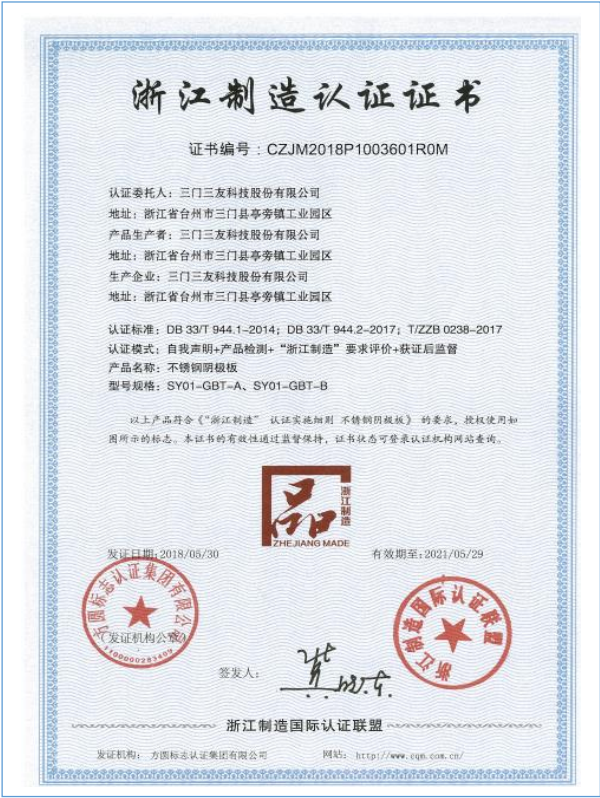 浙江制造认证证书
证书编号：CZJM2018P1003601R0M
认证委托人：三门三友科技股份有限公司
地址：浙江省台州市三门县亭旁镇工业园区
产品生产者：三门三友科技股份有限公司
地址：浙江省台州市三门县亭旁镇工业园区
生产企业：三门三友科技股份有限公司
地址：浙江省台州市三门县亭旁镇工业园区
认证标准：DB 33/T 944.1-2014；DB 33/T 944.2-2017；T/ZZB 0238-2017
认证模式：自我声明+产品检测+“浙江制造”要求评价+获证后监督
产品名称：不锈钢阴极板
型号规格：SY01-GBT-A、SY01-GBT-B
以上产品符合《“浙江制造” 认证实施细则 不锈钢阴极板》 的要求，授权使用如
图所示的标志。本证书的有效性通过监督保持，证书状态可登录认证机构网站查询。
品
浙江制造
ZHEJIANG MADE
发证日期:2018/05/30
有效期至:2021/05/29
方圆标志认证集团有限公司
（发证机构公章）
1100000283409
浙江制造国际认证联盟
签发人：
浙江制造国际认证联盟
发证机构： 方圆标志认证集团有限公司
网站： http://www.cqm.com.cn/